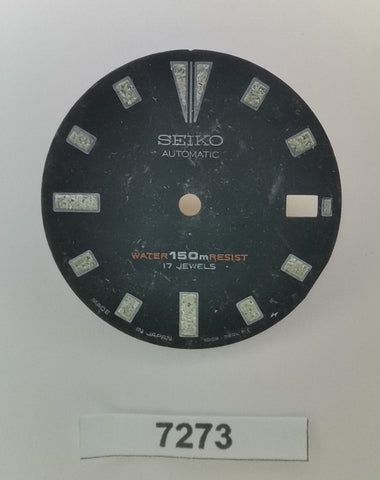 SEIKO
AUTOMATIC
WATER 150m RESIST
17 JEWELS
MADE IN JAPAN
7273